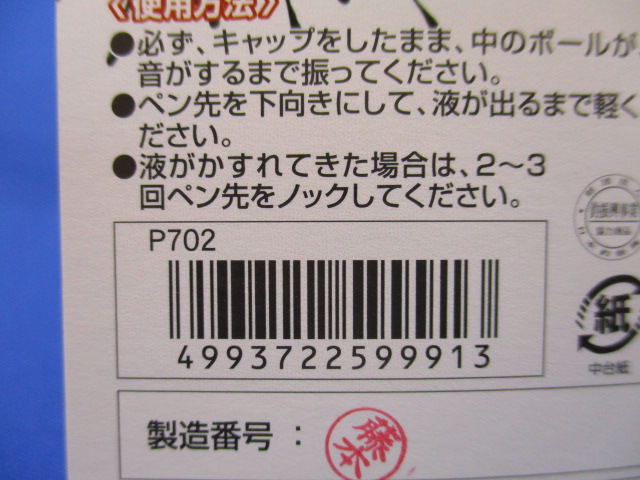 〈使用方法〉
●必ず、キャップをしたまま、中のボールが
音がするまで振ってください。
●ペン先を下向きにして、液が出るまで軽く
ださい。
●液がかすれてきた場合は、2〜3
回ペン先をノックしてください。
P702
4993722599913
紙
中台紙
製造番号：
藤本